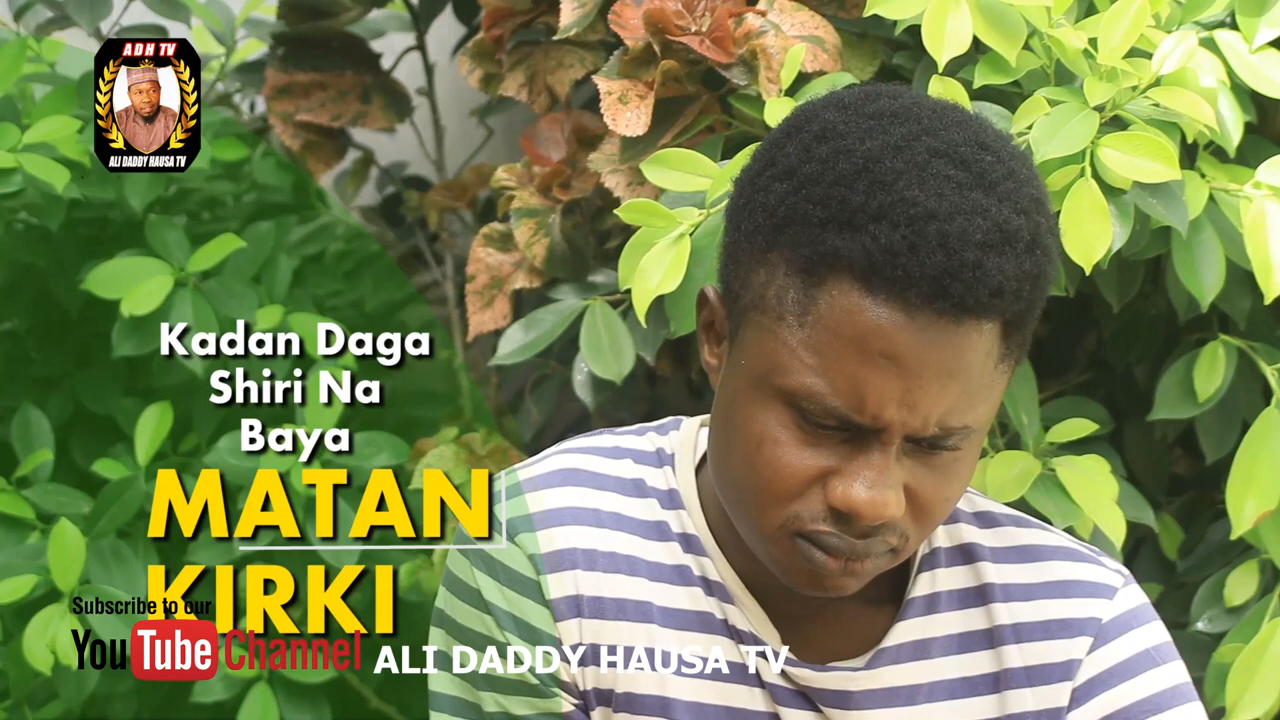 ADH TV
ALI DADDY HAUSA TV
Kadan Daga
Shiri Na
Baya
MATAN
KIRKI
Subscribe to our
YouTube Channel
ALI DADDY HAUSA TV